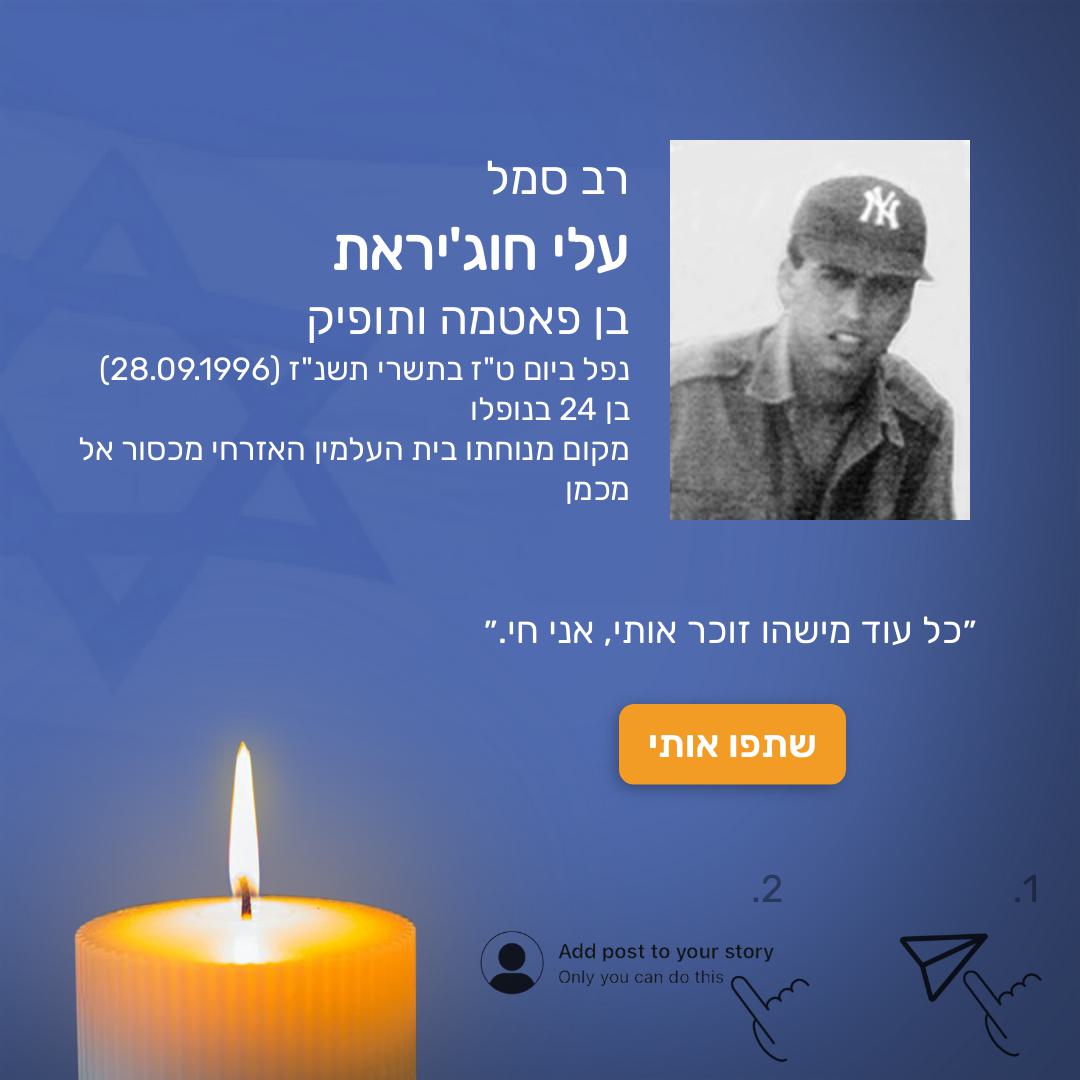 רב סמל
עלי חוג'יראת
בן פאטמה ותופיק
נפל ביום ט"ז בתשרי תשנ"ז (28.09.1996)
בן 24 בנופלו
מקום מנוחתו בית העלמין האזרחי מכסור אל
מכמן
NY
״כל עוד מישהו זוכר אותי, אני חי.״
שתפו אותי
1.
2.
Add post to your story
Only you can do this